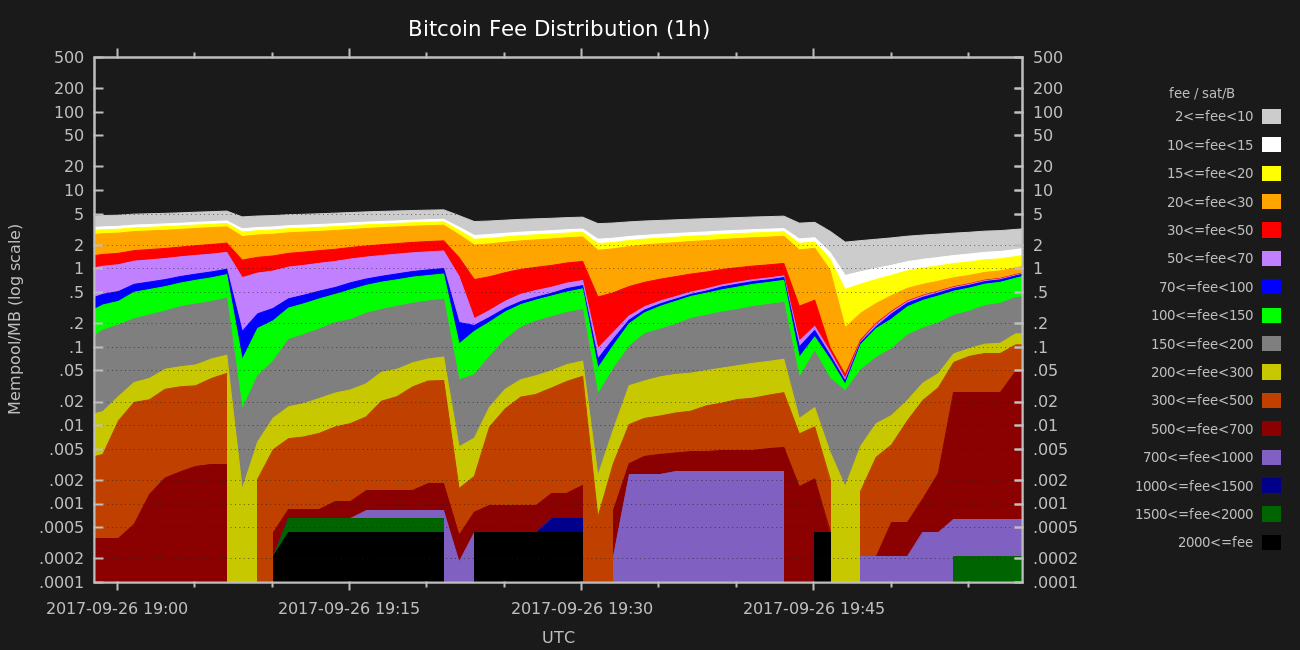 Bitcoin Fee Distribution (1h)
Mempool/MB (log scale)
500
200
100
50
20
10
5
2
1
.5
.2
.1
.05
.02
.01
.005
.002
.001
.0005
.0002
.0001
500
200
100
50
20
10
5
2
1
.5
.2
.1
.05
.02
.01
.005
.002
.001
.0005
.0002
.0001
2017-09-26 19:00
2017-09-26 19:15
2017-09-26 19:30
2017-09-26 19:45
UTC
fee / sat/B
2<=fee<10
10<=fee<15
15<=fee<20
20<=fee<30
30<=fee<50
50<=fee<70
70<=fee<100
100<=fee<150
150<=fee<200
200<=fee<300
300<=fee<500
500<=fee<700
700<=fee<1000
1000<=fee<1500
1500<=fee<2000
2000<=fee